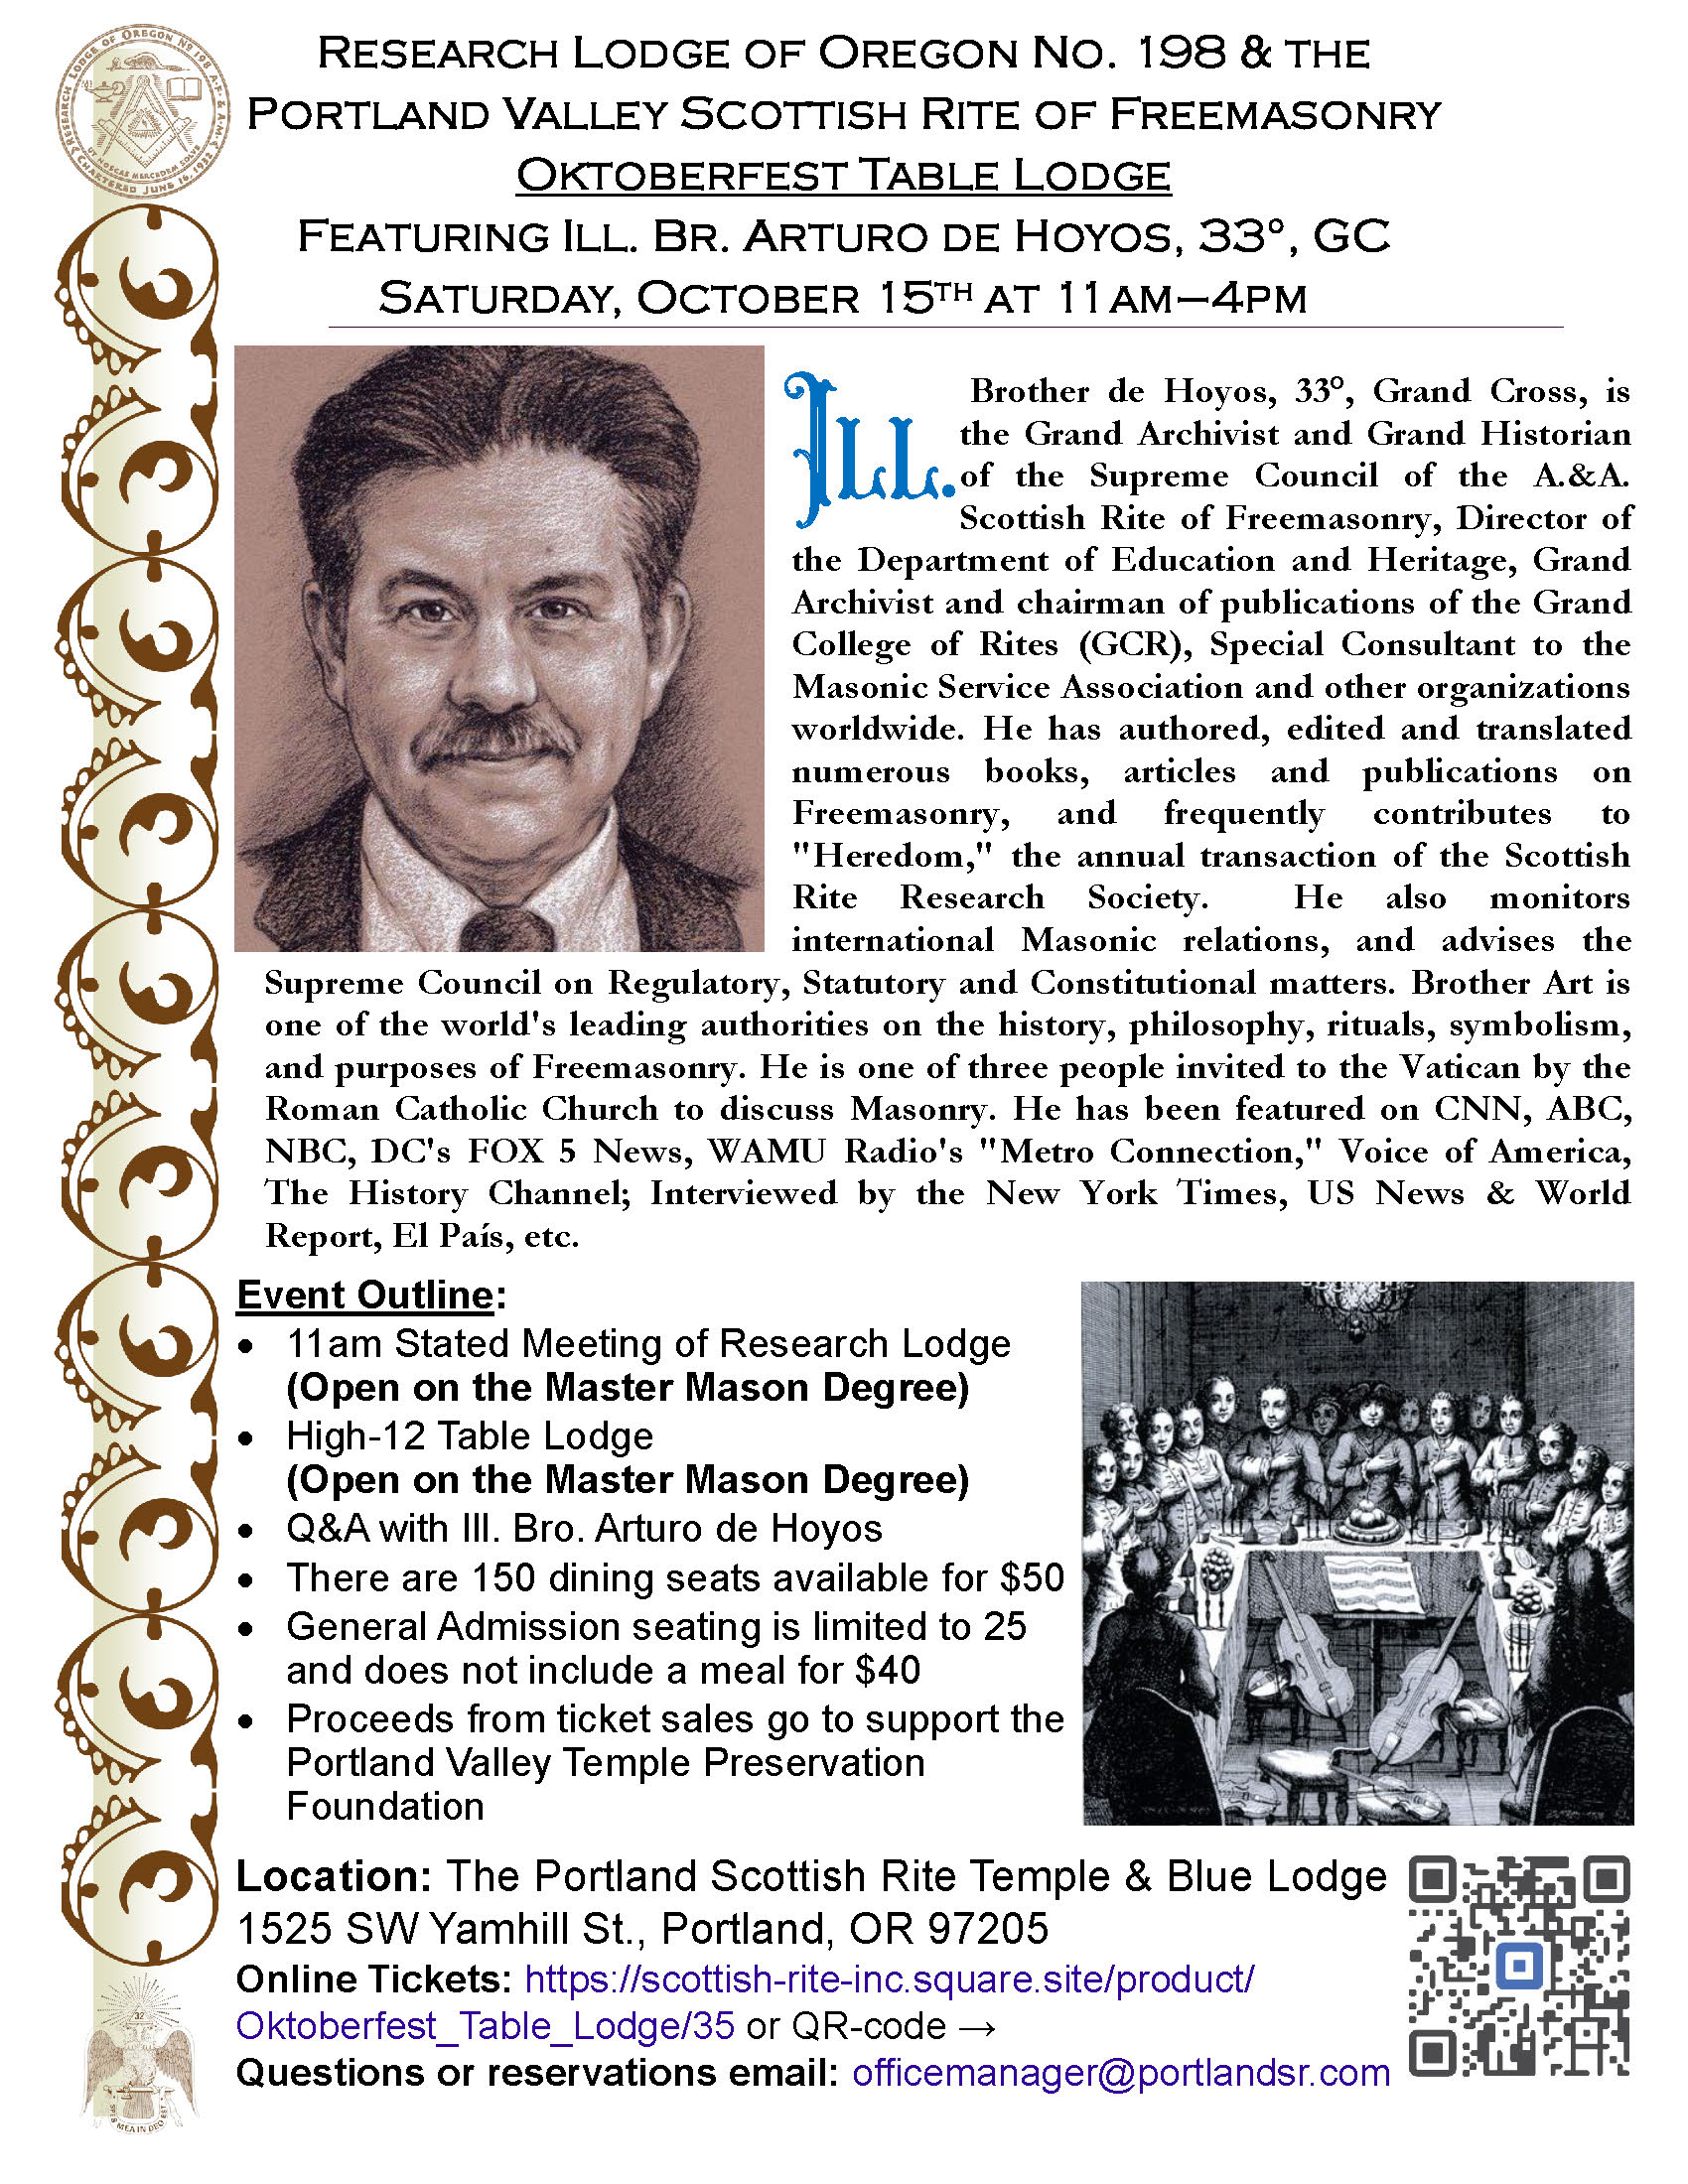 RESEARCH LODGE OF OREGON Nº 198 A.F. & A.M.
UT NOSCAS MERCEDEM SOLVE
CHARTERED JUNE 16, 1932
RESEARCH LODGE OF OREGON NO. 198 & THE
PORTLAND VALLEY SCOTTISH RITE OF FREEMASONRY
OKTOBERFEST TABLE LODGE
FEATURING ILL. BR. ARTURO DE HOYOS, 33°, GC
SATURDAY, OCTOBER 15TH AT 11AM–4PM
ILL. Brother de Hoyos, 33°, Grand Cross, is
the Grand Archivist and Grand Historian
of the Supreme Council of the A.&A.
Scottish Rite of Freemasonry, Director of
the Department of Education and Heritage, Grand
Archivist and chairman of publications of the Grand
College of Rites (GCR), Special Consultant to the
Masonic Service Association and other organizations
worldwide. He has authored, edited and translated
numerous books, articles and publications on
Freemasonry, and frequently contributes to
"Heredom," the annual transaction of the Scottish
Rite Research Society. He also monitors
international Masonic relations, and advises the
Supreme Council on Regulatory, Statutory and Constitutional matters. Brother Art is
one of the world's leading authorities on the history, philosophy, rituals, symbolism,
and purposes of Freemasonry. He is one of three people invited to the Vatican by the
Roman Catholic Church to discuss Masonry. He has been featured on CNN, ABC,
NBC, DC's FOX 5 News, WAMU Radio's "Metro Connection," Voice of America,
The History Channel; Interviewed by the New York Times, US News & World
Report, El País, etc.
Event Outline:
• 11am Stated Meeting of Research Lodge
(Open on the Master Mason Degree)
• High-12 Table Lodge
(Open on the Master Mason Degree)
• Q&A with Ill. Bro. Arturo de Hoyos
• There are 150 dining seats available for $50
• General Admission seating is limited to 25
and does not include a meal for $40
• Proceeds from ticket sales go to support the
Portland Valley Temple Preservation
Foundation
Location: The Portland Scottish Rite Temple & Blue Lodge
1525 SW Yamhill St., Portland, OR 97205
Online Tickets: https://scottish-rite-inc.square.site/product/
Oktoberfest_Table_Lodge/35 or QR-code →
Questions or reservations email: officemanager@portlandsr.com
32
SPES MEA IN DEO EST